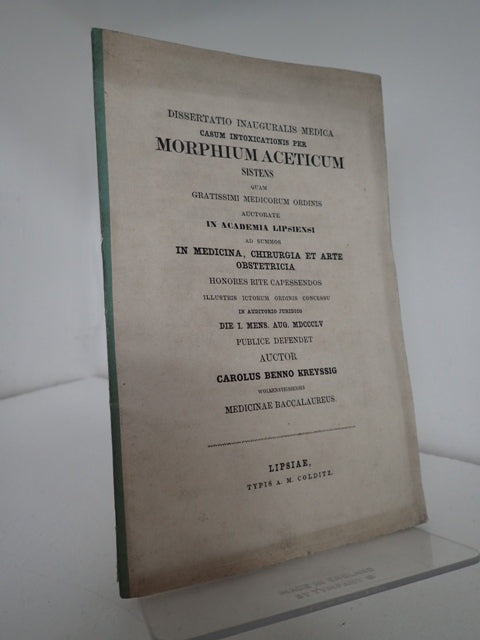 DISSERTATIO INAUGURALIS MEDICA
CASUM INTOXICATIONIS PER
MORPHIUM ACETICUM
SISTENS
QUAM
GRATISSIMI MEDICORUM ORDINIS
AUCTORATE
IN ACADEMIA LIPSIENSI
AD SUMMOS
IN MEDICINA, CHIRURGIA ET ARTE
OBSTETRICIA
HONORES RITE CAPESSENDOS
ILLUSTRIS ICTORUM ORDINIS CONCESSU
IN AUDITORIO JURIDICO
DIE I. MENS. AUG. MDCCCLV
PUBLICE DEFENDET
AUCTOR
CAROLUS BENNO KREYSSIG
MEDICINAE BACCALAUREUS.
LIPSIAE,
TYPIS A. M. COLDITZ.